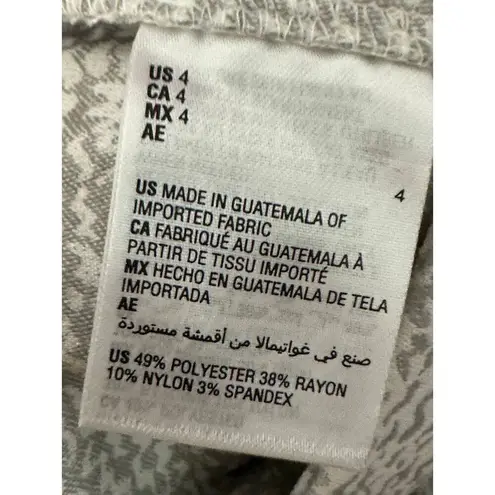 US 4
CA 4
MX 4
AE
4
US MADE IN GUATEMALA OF
IMPORTED FABRIC
CA FABRIQUÉ AU GUATEMALA À
PARTIR DE TISSU IMPORTÉ
MX HECHO EN GUATEMALA DE TELA
IMPORTADA
AE
صنع في غواتيمالا من أقمشة مستوردة
US 49% POLYESTER 38% RAYON
10% NYLON 3% SPANDEX